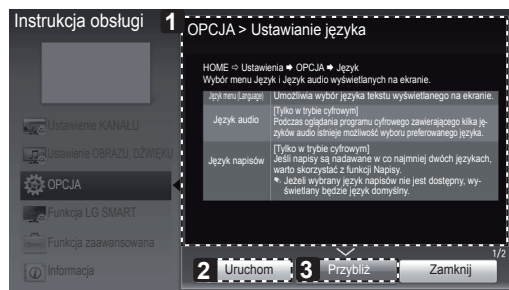 Instrukcja obsługi
1
OPCJA > Ustawianie języka
HOME ⇨ Ustawienia ➡ OPCJA ➡ Język
Wybór menu Język i Język audio wyświetlanych na ekranie.
Język menu (Language)
Umożliwia wybór języka tekstu wyświetlanego na ekranie.
Język audio
[Tylko w trybie cyfrowym]
Podczas oglądania programu cyfrowego zawierającego kilka ję-
zyków audio istnieje możliwość wyboru preferowanego języka.
Język napisów
[Tylko w trybie cyfrowym]
Jeśli napisy są nadawane w co najmniej dwóch językach,
warto skorzystać z funkcji Napisy.
Jeżeli wybrany język napisów nie jest dostępny, wy-
świetlany będzie język domyślny.
Ustawienie KANAŁU
Ustawienie OBRAZU, DŹWIĘKU
OPCJA
Funkcja LG SMART
Funkcja zaawansowana
Informacja
1/2
2
Uruchom
3
Przybliż
Zamknij